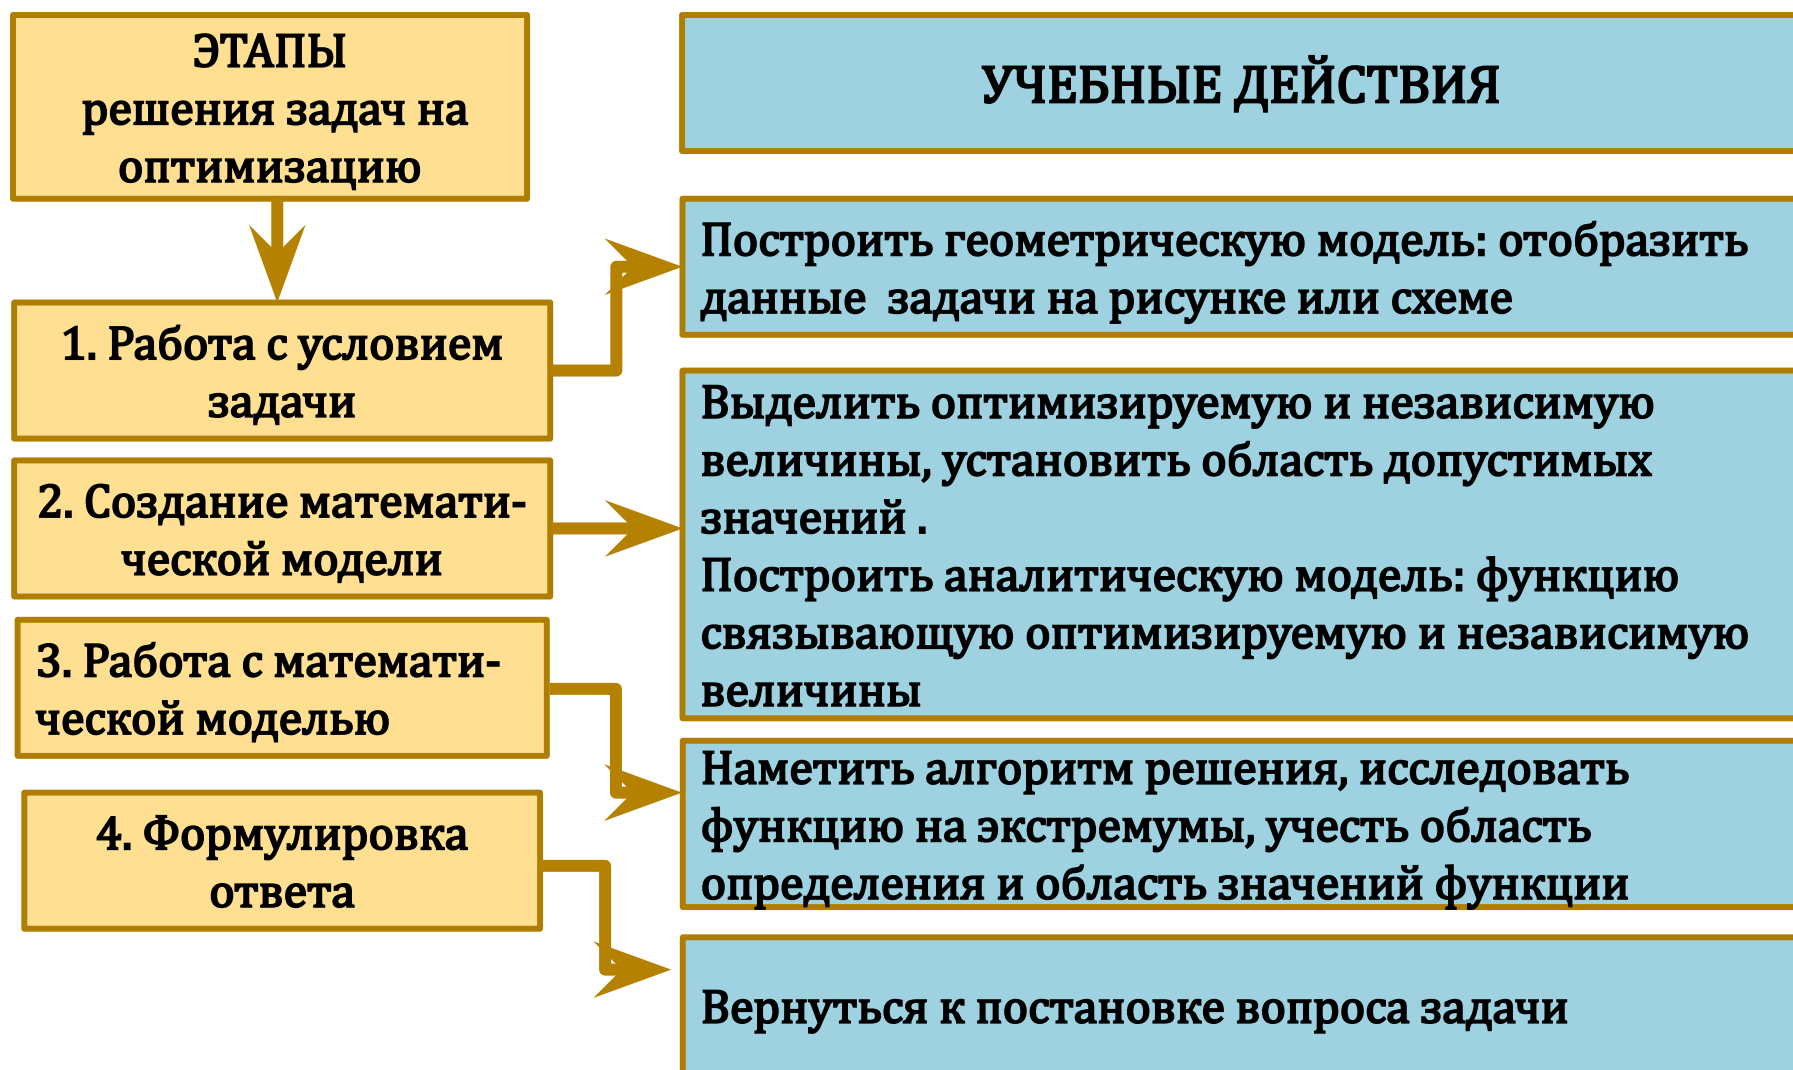 ЭТАПЫ
решения задач на
оптимизацию
УЧЕБНЫЕ ДЕЙСТВИЯ
1. Работа с условием
задачи
Построить геометрическую модель: отобразить
данные  задачи на рисунке или схеме
2. Создание математи-
ческой модели
Выделить оптимизируемую и независимую
величины, установить область допустимых
значений .
Построить аналитическую модель: функцию
связывающую оптимизируемую и независимую
величины
3. Работа с математи-
ческой моделью
Наметить алгоритм решения, исследовать
функцию на экстремумы, учесть область
определения и область значений функции
4. Формулировка
ответа
Вернуться к постановке вопроса задачи